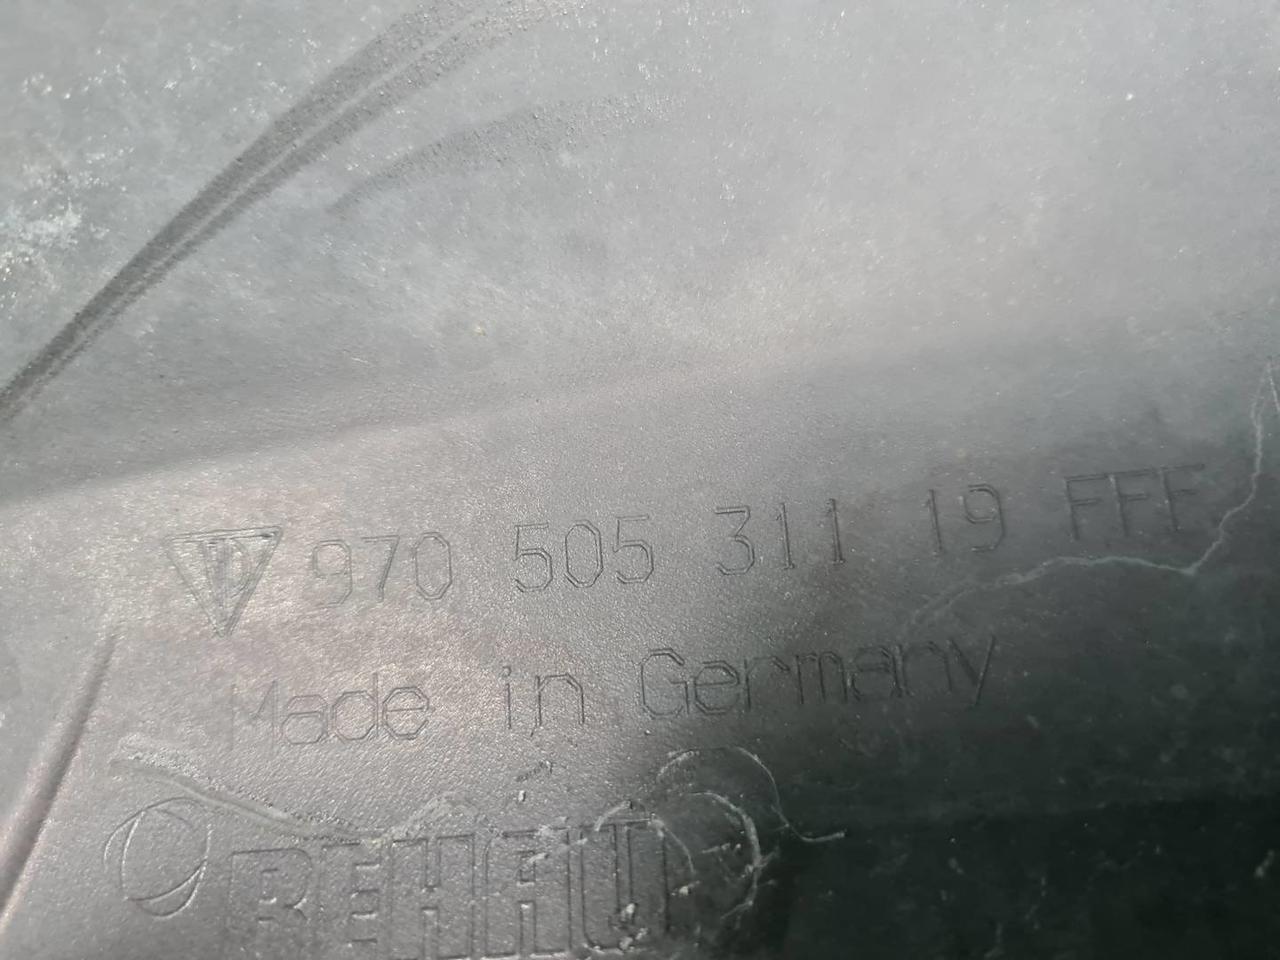 970 505 311 19 FFF
Made in Germany
REHAU